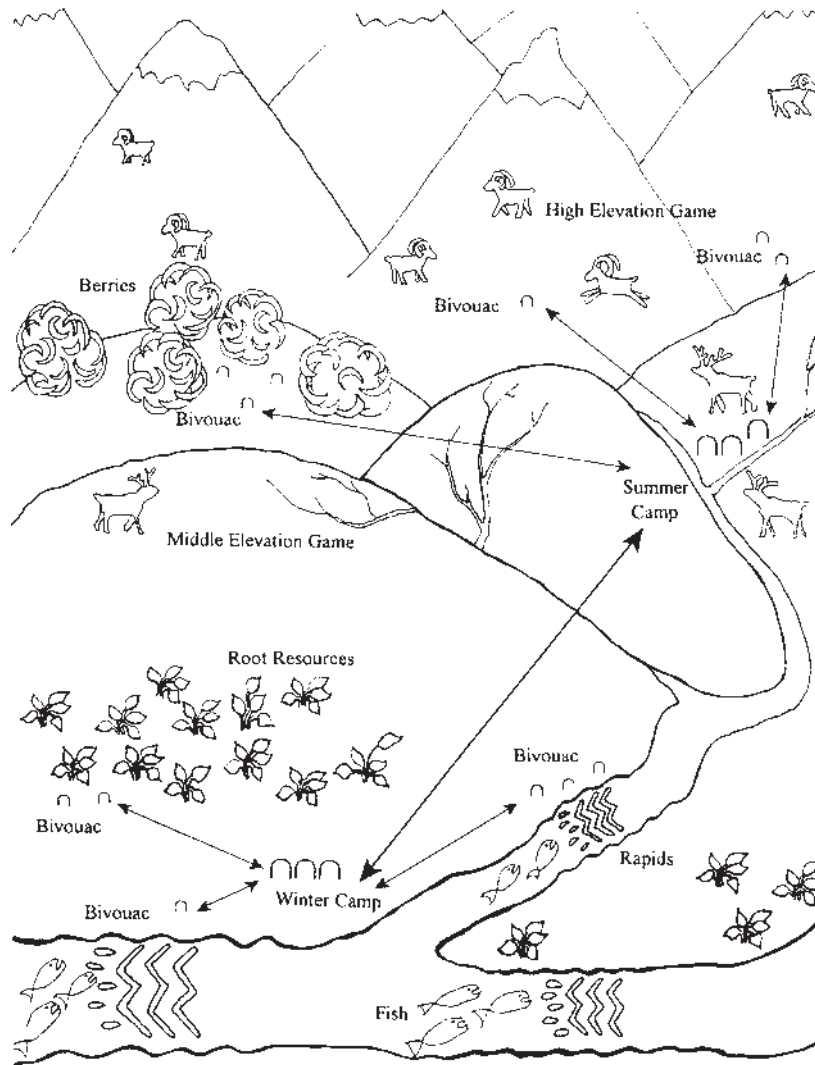 High Elevation Game
Bivouac
Berries
Bivouac
Bivouac
Summer
Camp
Middle Elevation Game
Root Resources
Bivouac
Bivouac
Rapids
Winter Camp
Bivouac
Fish